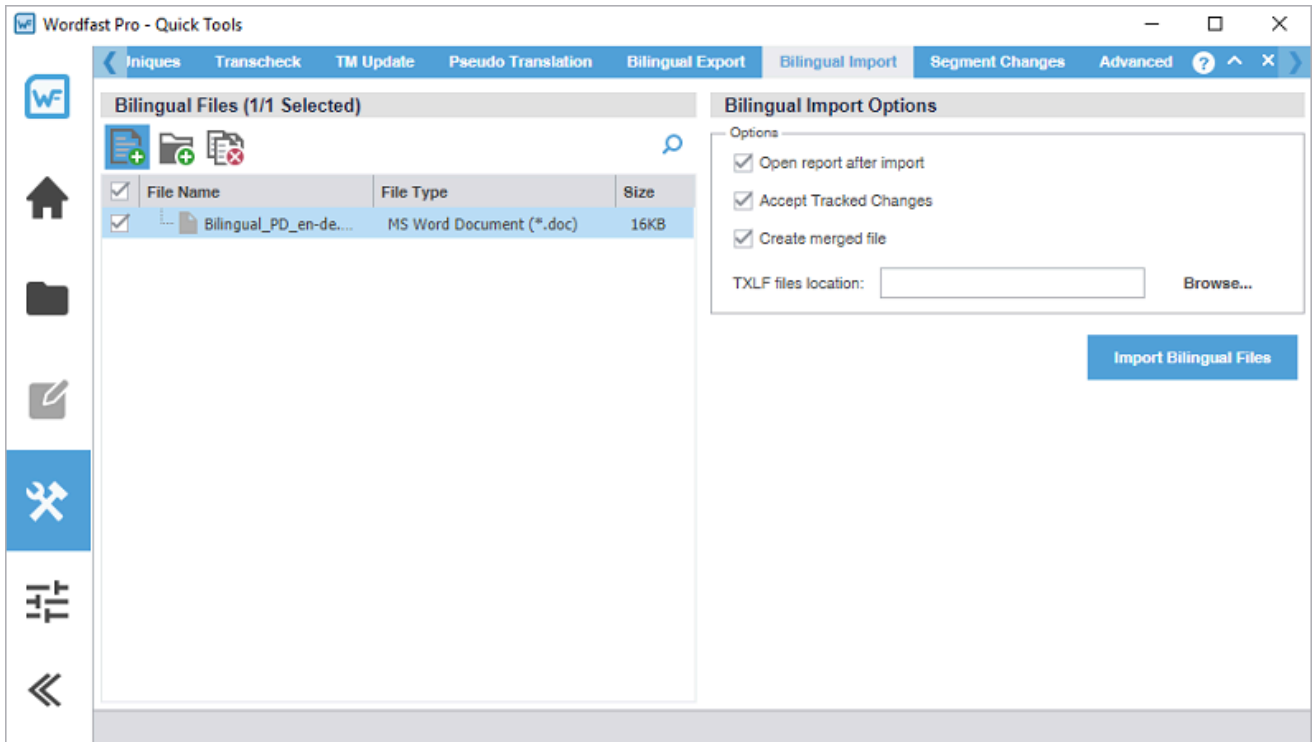 Wordfast Pro - Quick Tools
Uniques Transcheck TM Update Pseudo Translation Bilingual Export Bilingual Import Segment Changes Advanced ?
WF
Bilingual Files (1/1 Selected) Bilingual Import Options
Options
Open report after import
File Name File Type Size
Accept Tracked Changes
Bilingual_PD_en-de.... MS Word Document (*.doc) 16KB
Create merged file
TXLF files location: Browse...
Import Bilingual Files